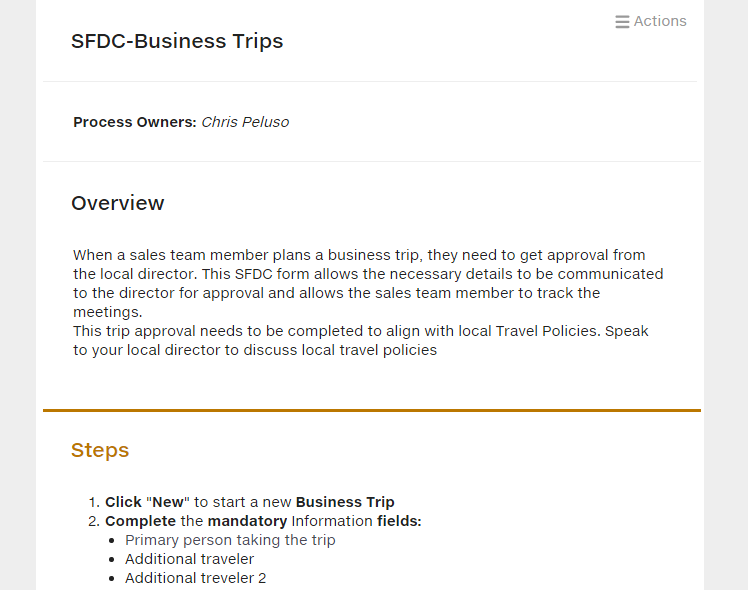 Actions
SFDC-Business Trips
Process Owners: Chris Peluso
Overview
When a sales team member plans a business trip, they need to get approval from
the local director. This SFDC form allows the necessary details to be communicated
to the director for approval and allows the sales team member to track the
meetings.
This trip approval needs to be completed to align with local Travel Policies. Speak
to your local director to discuss local travel policies
Steps
1. Click "New" to start a new Business Trip
2. Complete the mandatory Information fields:
• Primary person taking the trip
• Additional traveler
• Additional treveler 2